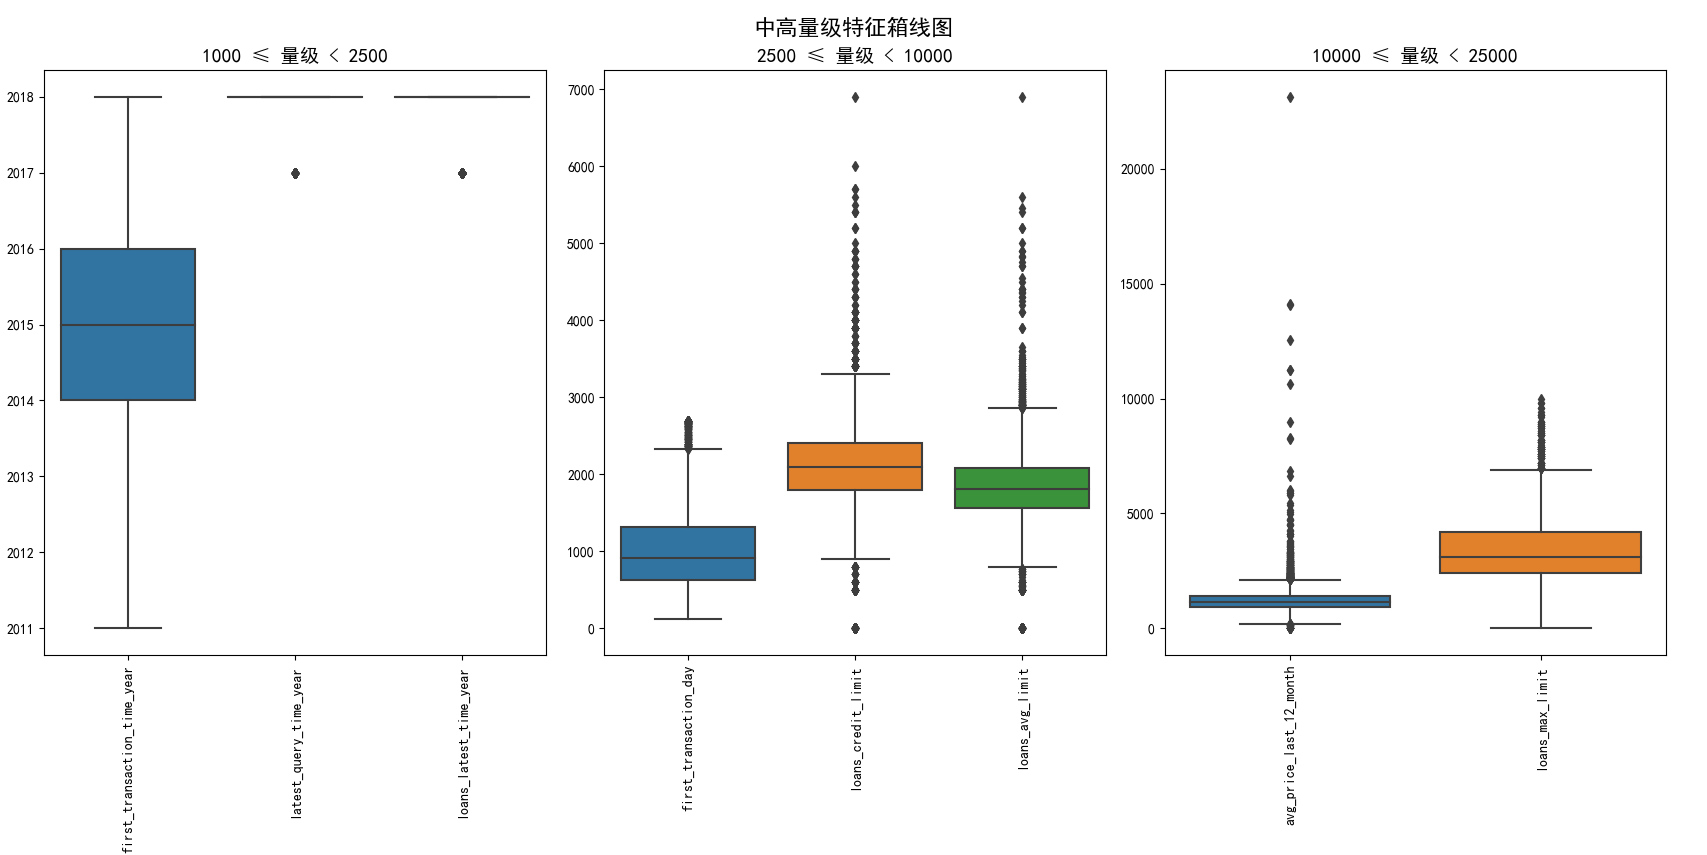 中高量级特征箱线图
1000 ≤ 量级 < 2500
2018
2017
2016
2015
2014
2013
2012
2011
first_transaction_time_year
latest_query_time_year
loans_latest_time_year
2500 ≤ 量级 < 10000
7000
6000
5000
4000
3000
2000
1000
0
first_transaction_day
loans_credit_limit
loans_avg_limit
10000 ≤ 量级 < 25000
20000
15000
10000
5000
0
avg_price_last_12_month
loans_max_limit